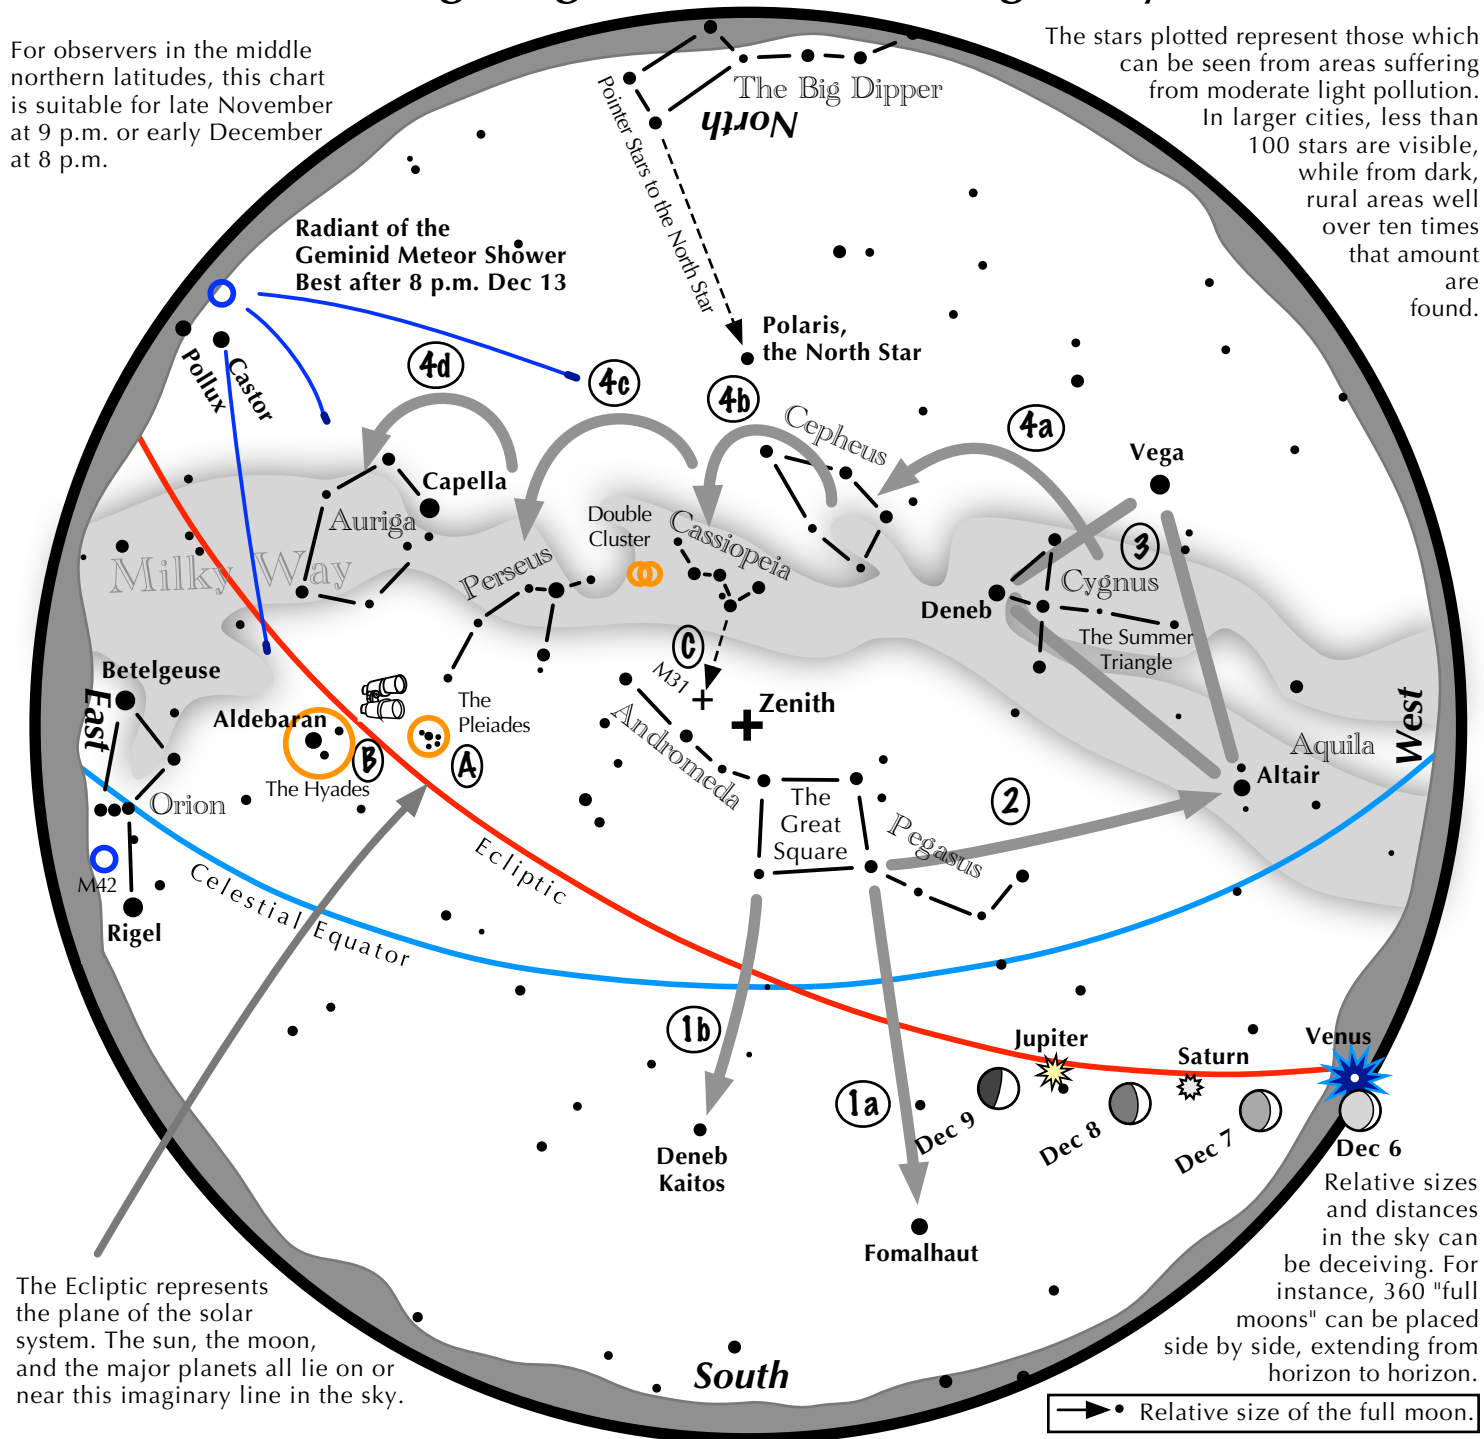 For observers in the middle
northern latitudes, this chart
is suitable for late November
at 9 p.m. or early December
at 8 p.m.
The stars plotted represent those which
can be seen from areas suffering
from moderate light pollution.
In larger cities, less than
100 stars are visible,
while from dark,
rural areas well
over ten times
that amount
are
found.
The Big Dipper
North
Pointer Stars to the North Star
Radiant of the
Geminid Meteor Shower
Best after 8 p.m. Dec 13
Polaris,
the North Star
Pollux
Castor
4d
4c
4b
4a
Cepheus
Vega
Capella
Auriga
Double
Cluster
Cassiopeia
3
Milky Way
Perseus
Cygnus
Deneb
The Summer
Triangle
C
M31
Betelgeuse
East
Aldebaran
The
Pleiades
Zenith
West
B
A
Andromeda
Aquila
Altair
The Hyades
Orion
The
Great
Square
2
Pegasus
M42
Ecliptic
Celestial Equator
Rigel
1b
Jupiter
Saturn
Venus
1a
Dec 9
Dec 8
Dec 7
Dec 6
Deneb
Kaitos
Fomalhaut
Relative sizes
and distances
in the sky can
be deceiving. For
instance, 360 "full
moons" can be placed
side by side, extending from
horizon to horizon.
The Ecliptic represents
the plane of the solar
system. The sun, the moon,
and the major planets all lie on or
near this imaginary line in the sky.
South
Relative size of the full moon.